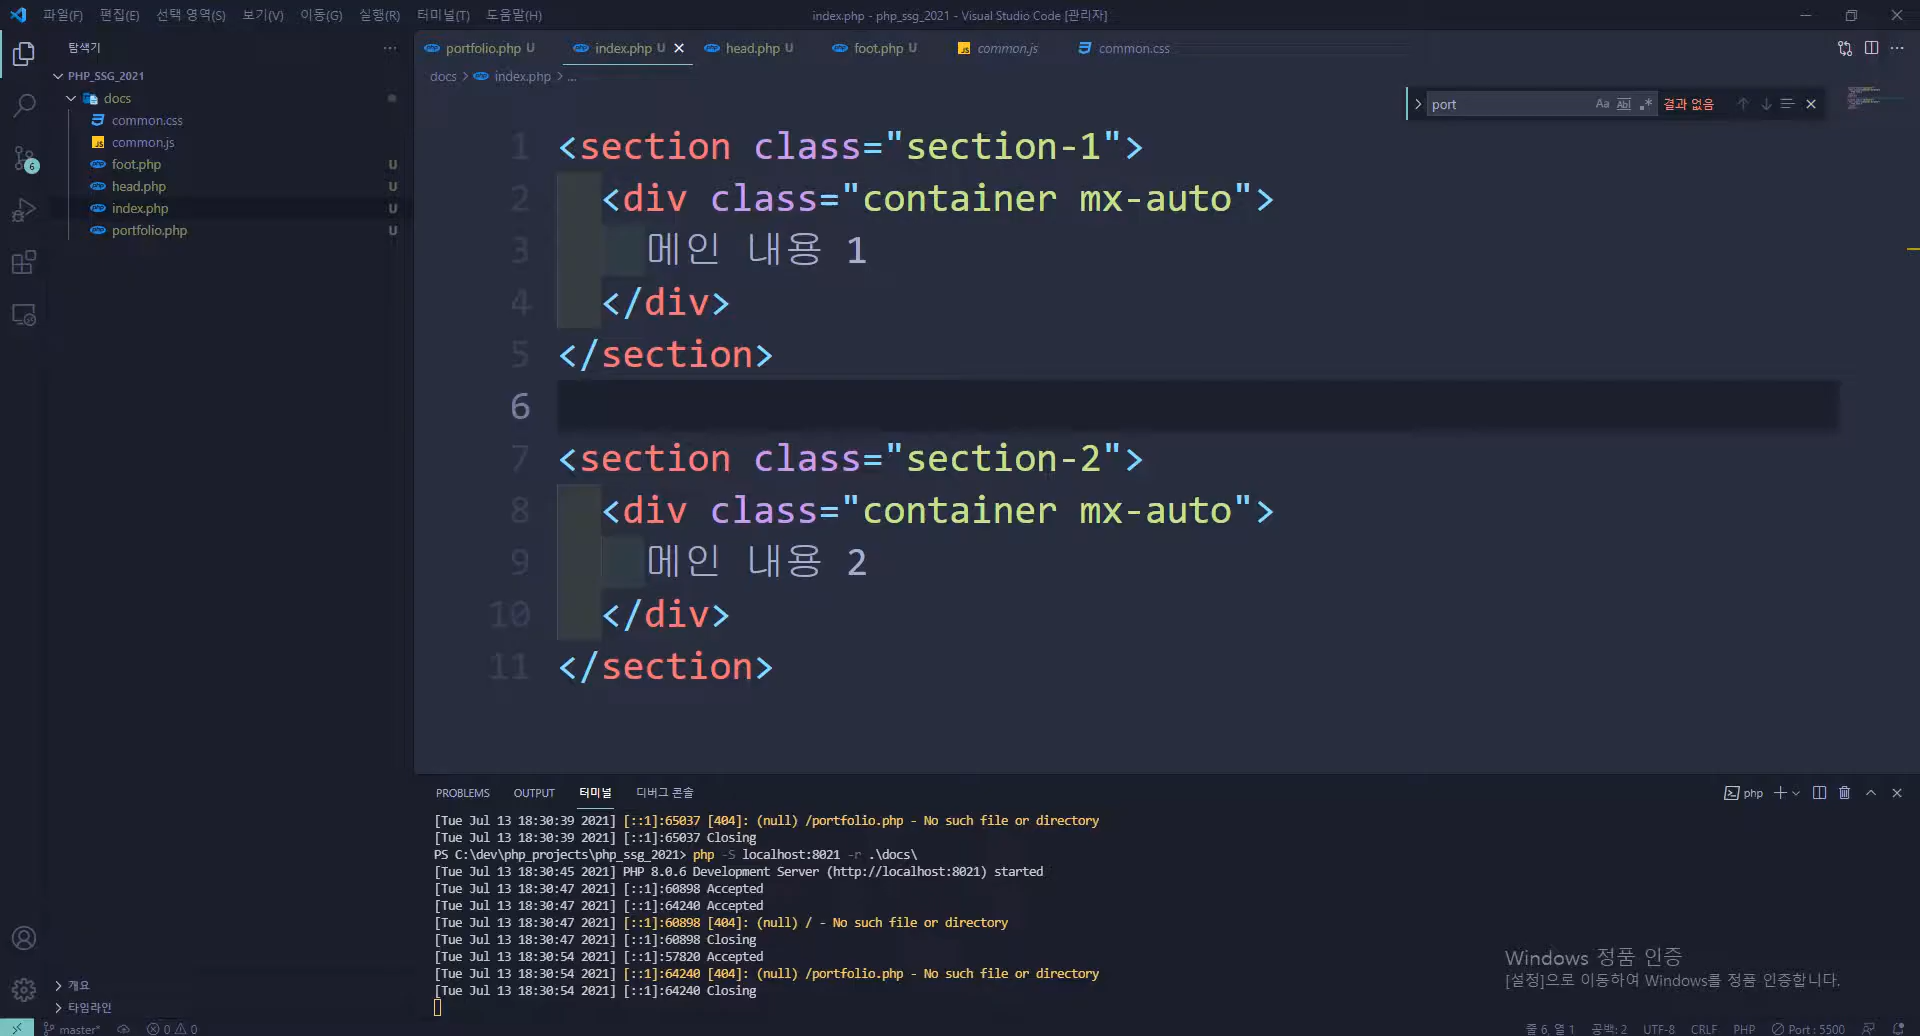 파일(F) 편집(E) 선택 영역(S) 보기(V) 이동(G) 실행(R) 터미널(T) 도움말(H)
index.php - php_ssg_2021 - Visual Studio Code [관리자]
탐색기
PHP_SSG_2021
docs
common.css
common.js
foot.php U
head.php U
index.php U
portfolio.php U
6
개요
타임라인
portfolio.php U
index.php U
head.php U
foot.php U
common.js
common.css
docs > index.php > ...
port
Aa Abl .* 결과 없음
1 <section class="section-1">
2 <div class="container mx-auto">
3 메인 내용 1
4 </div>
5 </section>
6
7 <section class="section-2">
8 <div class="container mx-auto">
9 메인 내용 2
10 </div>
11 </section>
PROBLEMS OUTPUT 터미널 디버그 콘솔
php
[Tue Jul 13 18:30:39 2021] [::1]:65037 [404]: (null) /portfolio.php - No such file or directory
[Tue Jul 13 18:30:39 2021] [::1]:65037 Closing
PS C:\dev\php_projects\php_ssg_2021> php -S localhost:8021 -r .\docs\
[Tue Jul 13 18:30:45 2021] PHP 8.0.6 Development Server (http://localhost:8021) started
[Tue Jul 13 18:30:47 2021] [::1]:60898 Accepted
[Tue Jul 13 18:30:47 2021] [::1]:64240 Accepted
[Tue Jul 13 18:30:47 2021] [::1]:60898 [404]: (null) / - No such file or directory
[Tue Jul 13 18:30:47 2021] [::1]:60898 Closing
[Tue Jul 13 18:30:54 2021] [::1]:57820 Accepted
[Tue Jul 13 18:30:54 2021] [::1]:64240 [404]: (null) /portfolio.php - No such file or directory
[Tue Jul 13 18:30:54 2021] [::1]:64240 Closing
Windows 정품 인증
[설정]으로 이동하여 Windows를 정품 인증합니다.
master* 0 0
줄 6, 열 1 공백: 2 UTF-8 CRLF PHP Port : 5500